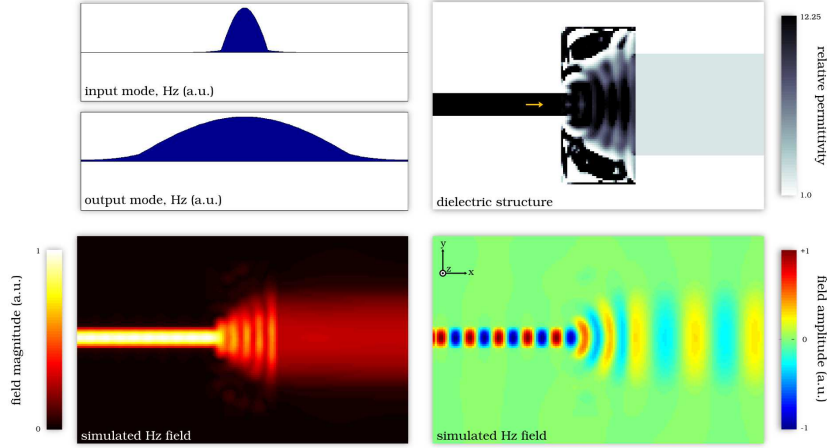 input mode, Hz (a.u.)
output mode, Hz (a.u.)
dielectric structure
12.25
relative permittivity
1.0
1
field magnitude (a.u.)
0
simulated Hz field
y
z
x
simulated Hz field
+1
0
-1
field amplitude (a.u.)